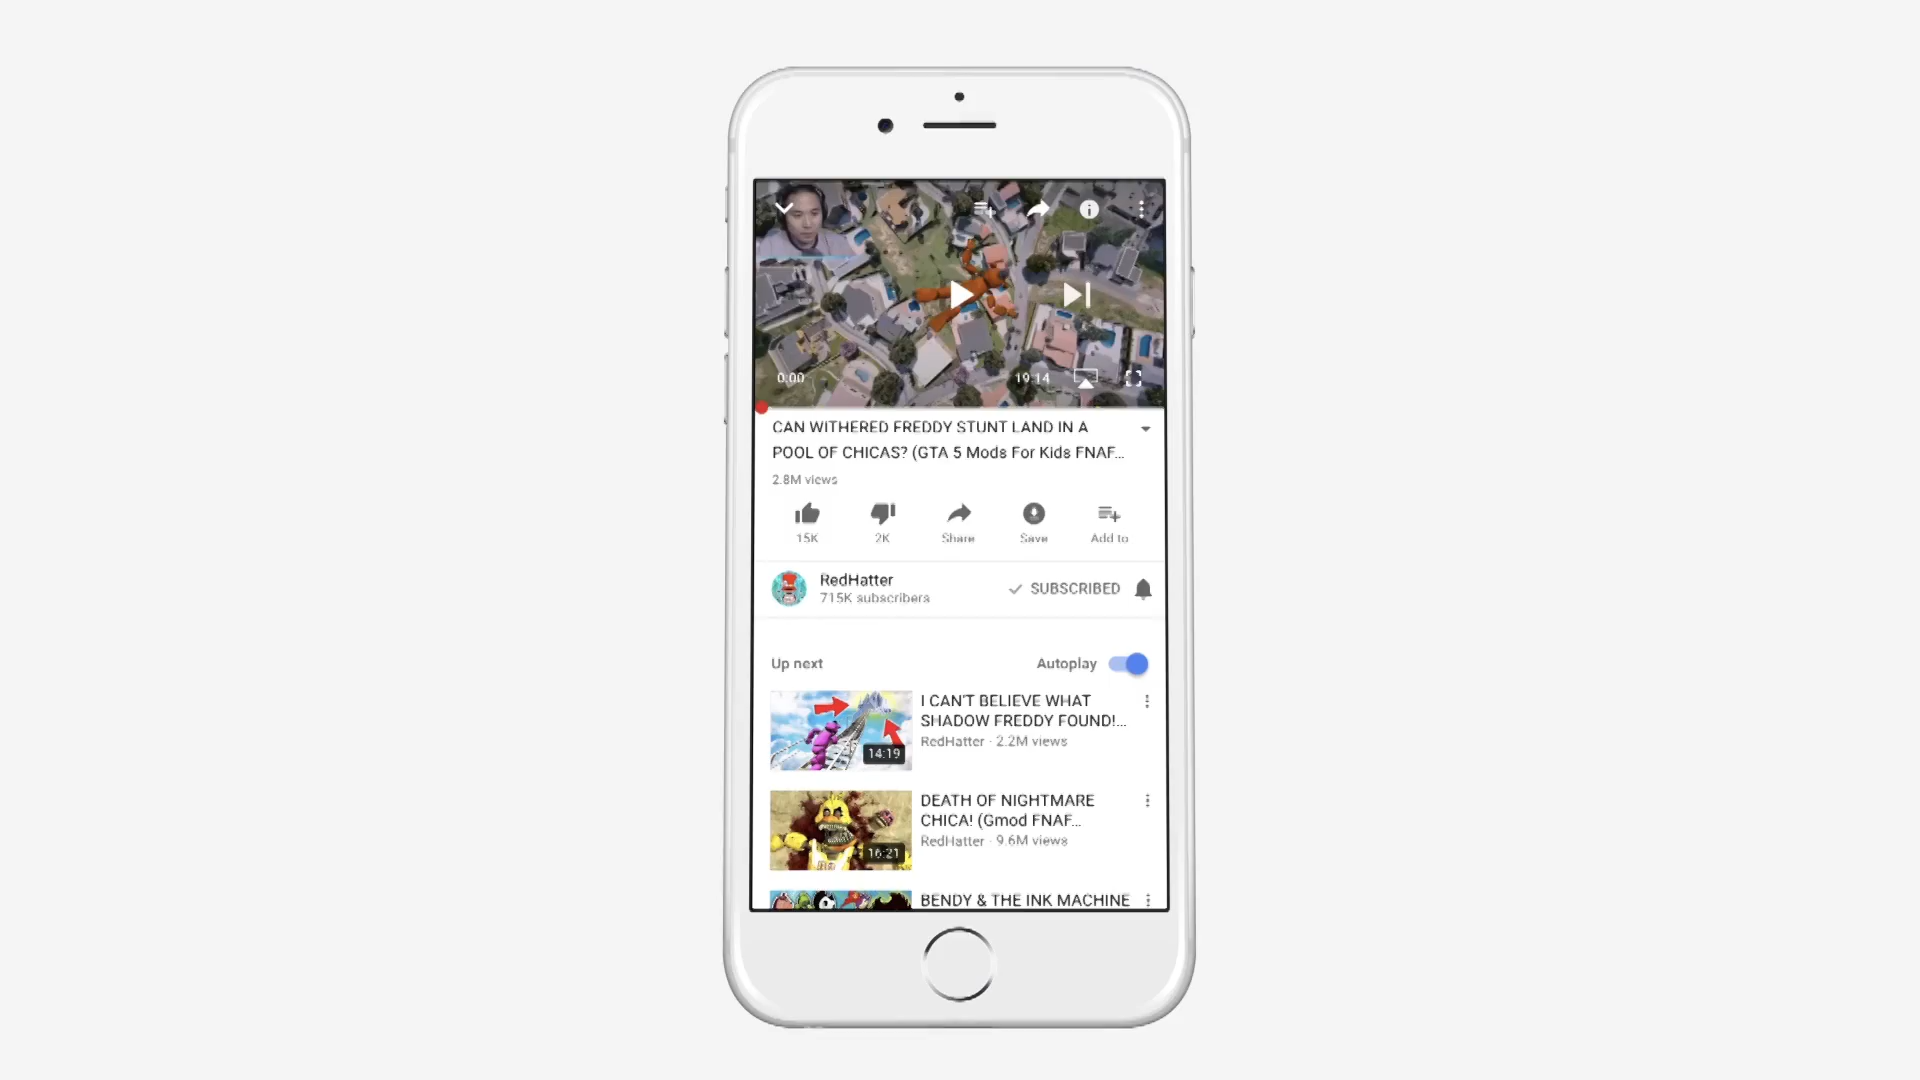 0:00
19:14
CAN WITHERED FREDDY STUNT LAND IN A
POOL OF CHICAS? (GTA 5 Mods For Kids FNAF...
2.8M views
15K
2K
Share
Save
Add to
RedHatter
715K subscribers
SUBSCRIBED
Up next
Autoplay
I CAN'T BELIEVE WHAT
SHADOW FREDDY FOUND!...
RedHatter · 2.2M views
14:19
DEATH OF NIGHTMARE
CHICA! (Gmod FNAF...
RedHatter · 9.6M views
16:21
BENDY & THE INK MACHINE